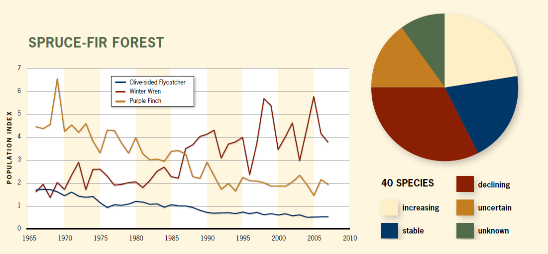 SPRUCE-FIR FOREST
POPULATION INDEX
7
6
5
4
3
2
1
0
Olive-sided Flycatcher
Winter Wren
Purple Finch
1965 1970 1975 1980 1985 1990 1995 2000 2005 2010
40 SPECIES
increasing
stable
declining
uncertain
unknown